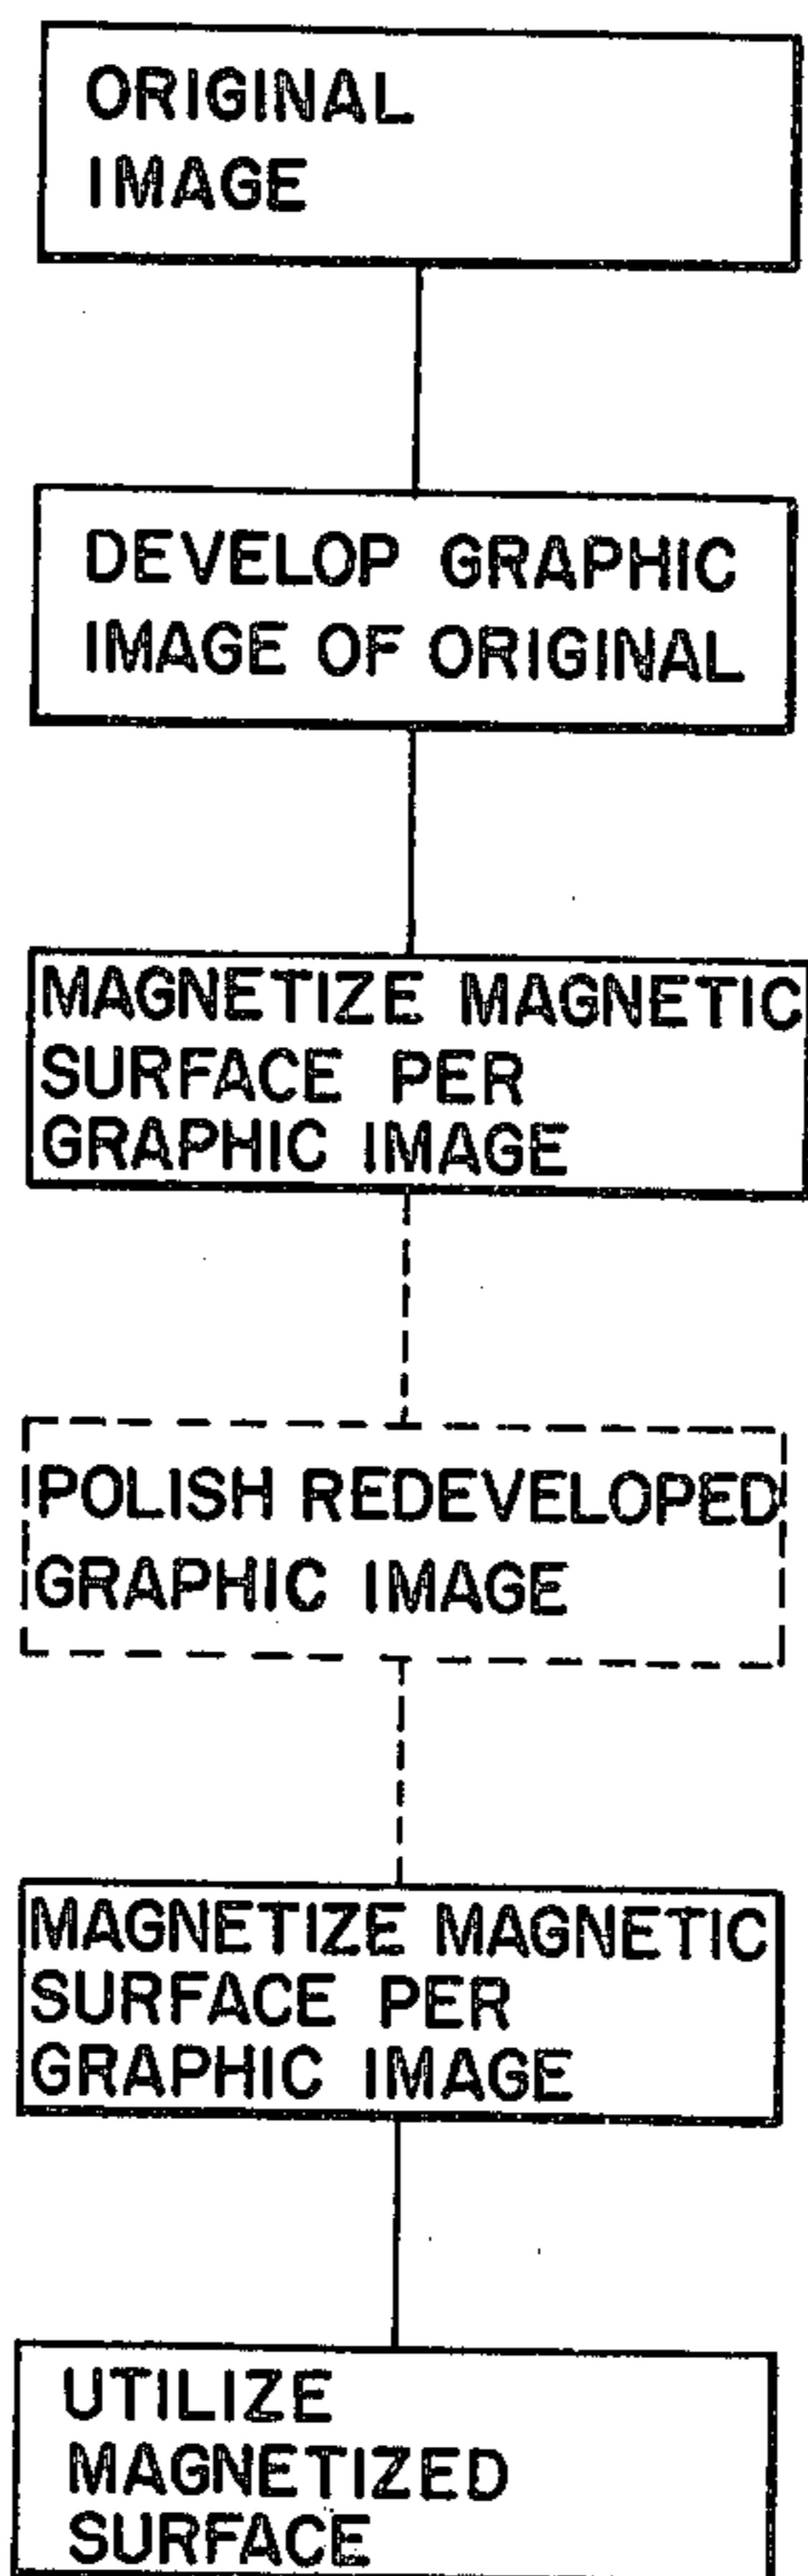 ORIGINAL
IMAGE
DEVELOP GRAPHIC
IMAGE OF ORIGINAL
MAGNETIZE MAGNETIC
SURFACE PER
GRAPHIC IMAGE
POLISH REDEVELOPED
GRAPHIC IMAGE
MAGNETIZE MAGNETIC
SURFACE PER
GRAPHIC IMAGE
UTILIZE
MAGNETIZED
SURFACE